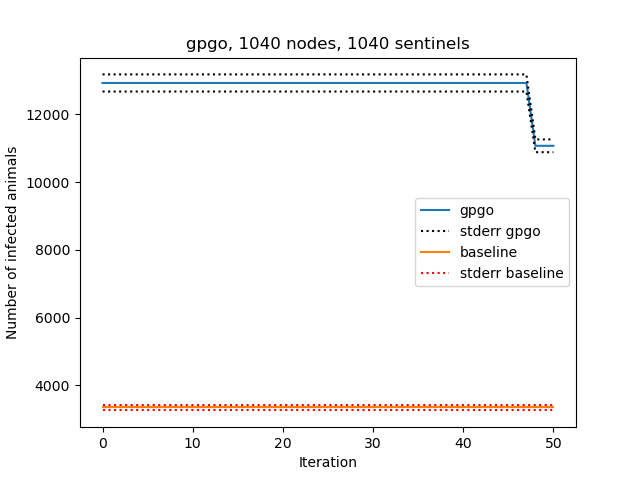 gpgo, 1040 nodes, 1040 sentinels
Number of infected animals
12000
10000
8000
6000
4000
gpgo
stderr gpgo
baseline
stderr baseline
0 10 20 30 40 50
Iteration